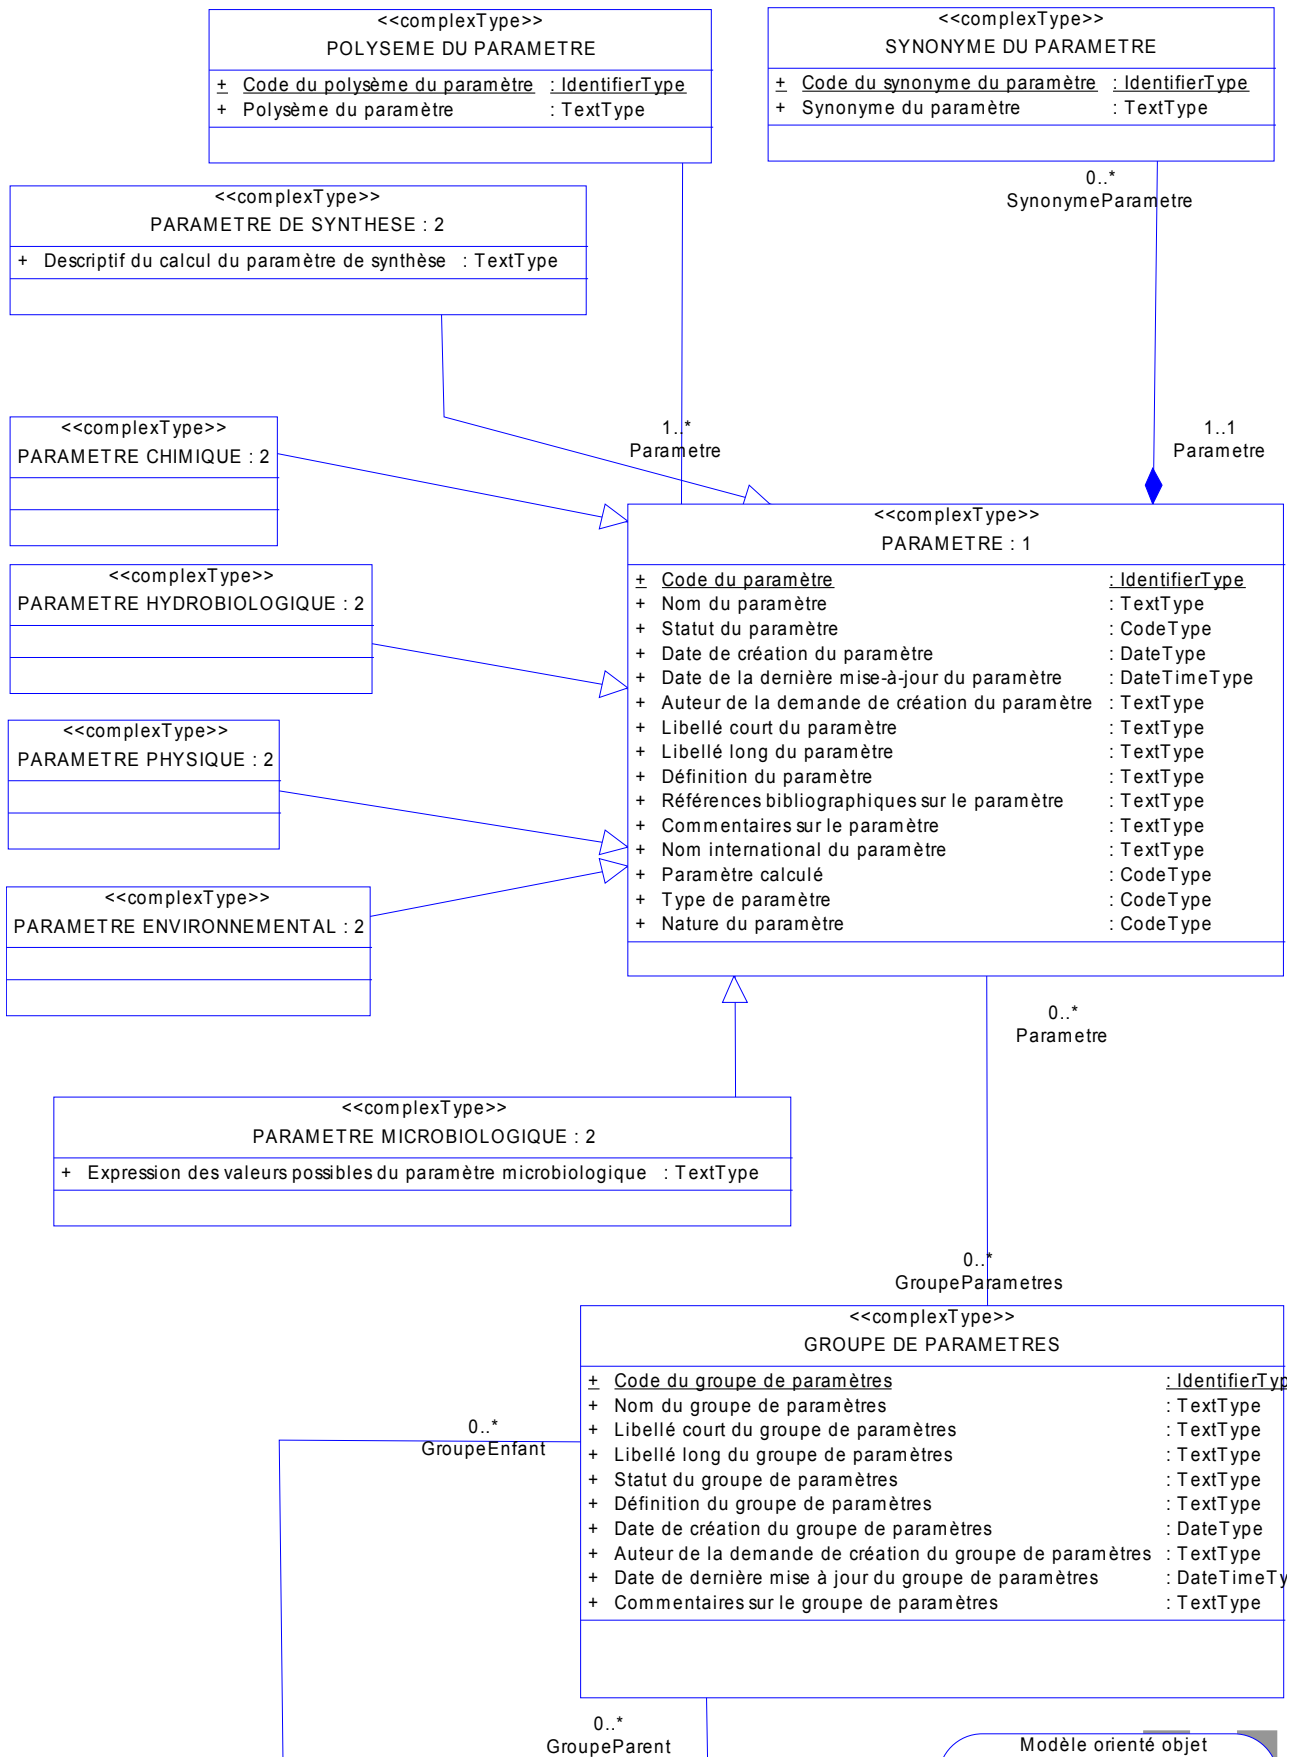 <<complexType>>
POLYSEME DU PARAMETRE
+ Code du polysème du paramètre : IdentifierType
+ Polysème du paramètre : TextType
<<complexType>>
SYNONYME DU PARAMETRE
+ Code du synonyme du paramètre : IdentifierType
+ Synonyme du paramètre : TextType
0..*
SynonymeParametre
<<complexType>>
PARAMETRE DE SYNTHESE : 2
+ Descriptif du calcul du paramètre de synthèse : TextType
1..*
Parametre
1..1
Parametre
<<complexType>>
PARAMETRE CHIMIQUE : 2
<<complexType>>
PARAMETRE HYDROBIOLOGIQUE : 2
<<complexType>>
PARAMETRE PHYSIQUE : 2
<<complexType>>
PARAMETRE ENVIRONNEMENTAL : 2
<<complexType>>
PARAMETRE : 1
+ Code du paramètre : IdentifierType
+ Nom du paramètre : TextType
+ Statut du paramètre : CodeType
+ Date de création du paramètre : DateType
+ Date de la dernière mise-à-jour du paramètre : DateTimeType
+ Auteur de la demande de création du paramètre : TextType
+ Libellé court du paramètre : TextType
+ Libellé long du paramètre : TextType
+ Définition du paramètre : TextType
+ Références bibliographiques sur le paramètre : TextType
+ Commentaires sur le paramètre : TextType
+ Nom international du paramètre : TextType
+ Paramètre calculé : CodeType
+ Type de paramètre : CodeType
+ Nature du paramètre : CodeType
0..*
Parametre
<<complexType>>
PARAMETRE MICROBIOLOGIQUE : 2
+ Expression des valeurs possibles du paramètre microbiologique : TextType
0..*
GroupeParametres
<<complexType>>
GROUPE DE PARAMETRES
+ Code du groupe de paramètres : IdentifierTyp
+ Nom du groupe de paramètres : TextType
+ Libellé court du groupe de paramètres : TextType
+ Libellé long du groupe de paramètres : TextType
+ Statut du groupe de paramètres : TextType
+ Définition du groupe de paramètres : TextType
+ Date de création du groupe de paramètres : DateType
+ Auteur de la demande de création du groupe de paramètres : TextType
+ Date de dernière mise à jour du groupe de paramètres : DateTimeTy
+ Commentaires sur le groupe de paramètres : TextType
0..*
GroupeEnfant
0..*
GroupeParent
Modèle orienté objet